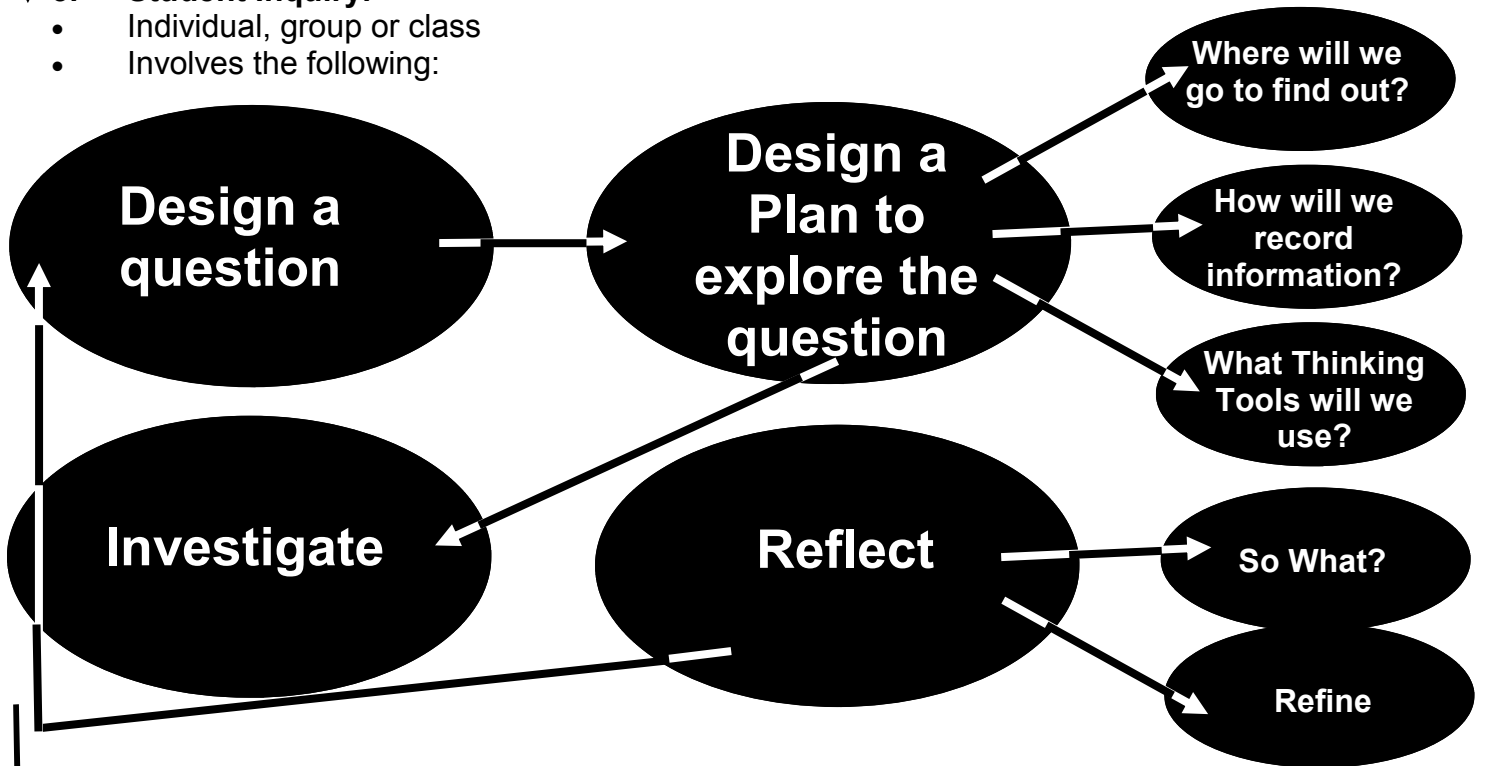 Student Inquiry:
• Individual, group or class
• Involves the following:
Design a
question
Design a
Plan to
explore the
question
Where will we
go to find out?
How will we
record
information?
What Thinking
Tools will we
use?
Investigate
Reflect
So What?
Refine